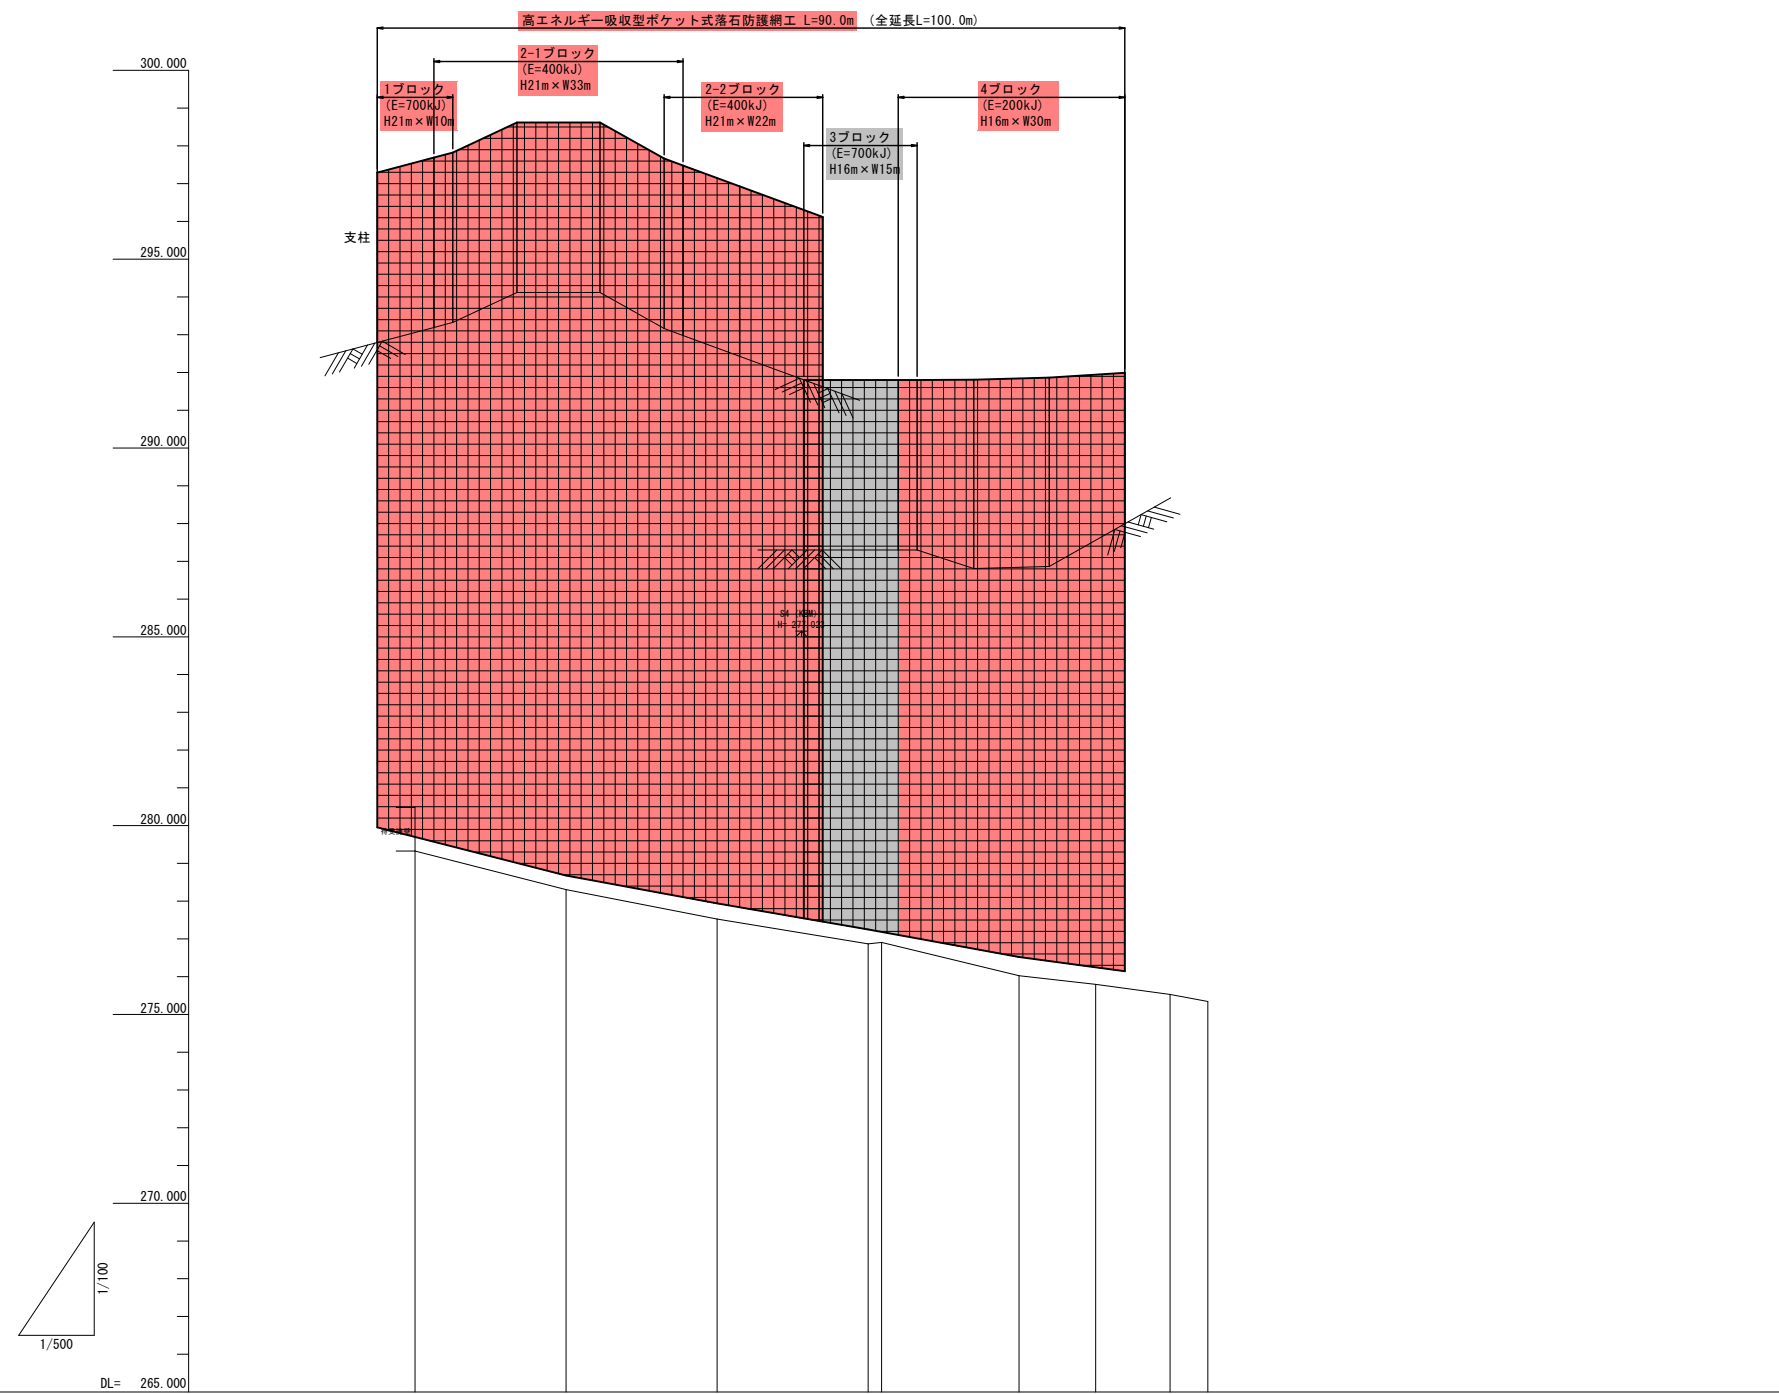 高エネルギー吸収型ポケット式落石防護網工 L=90.0m (全延長L=100.0m)
2-1ブロック
(E=400kJ)
H21m×W33m
1ブロック
(E=700kJ)
H21m×W10m
2-2ブロック
(E=400kJ)
H21m×W22m
4ブロック
(E=200kJ)
H16m×W30m
3ブロック
(E=700kJ)
H16m×W15m
支柱
300.000
295.000
290.000
285.000
280.000
275.000
270.000
DL= 265.000
S4 (KBM)
1/100
1/500